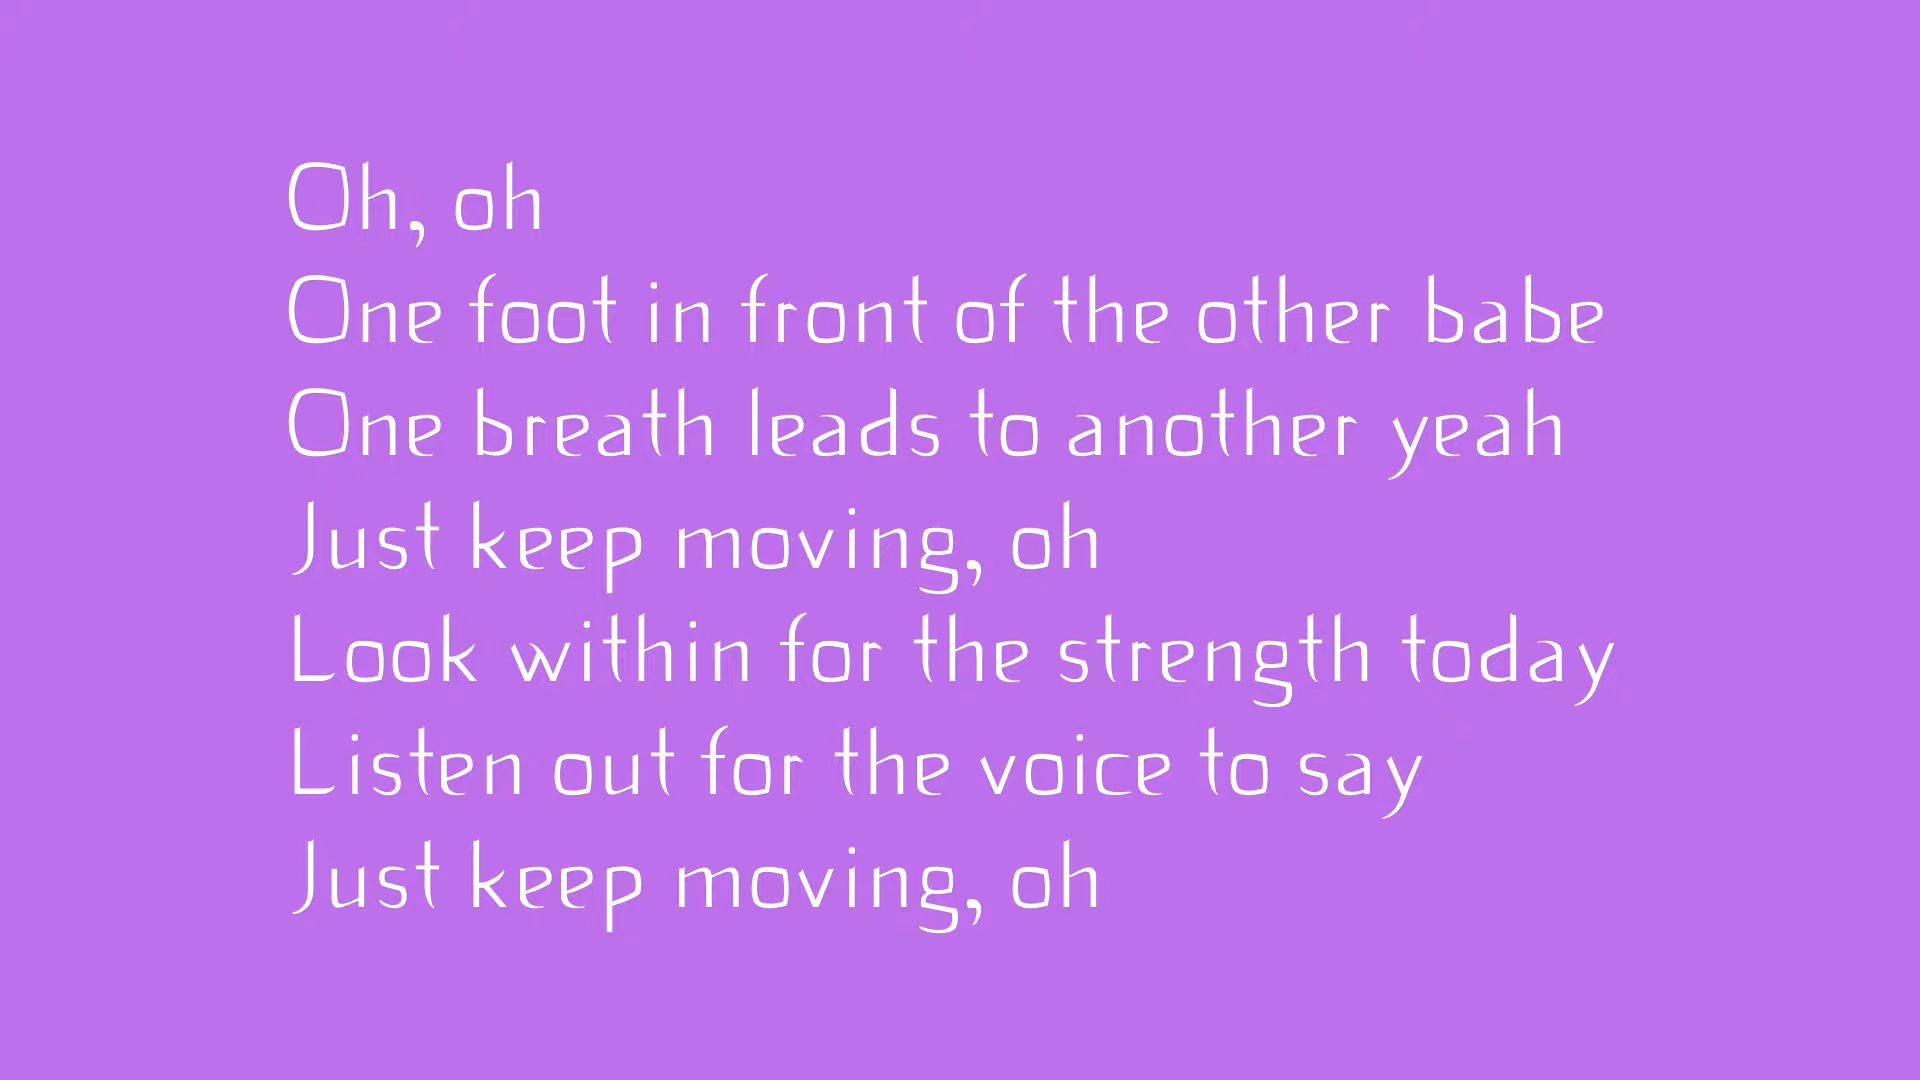 Oh, oh
One foot in front of the other babe
One breath leads to another yeah
Just keep moving, oh
Look within for the strength today
Listen out for the voice to say
Just keep moving, oh